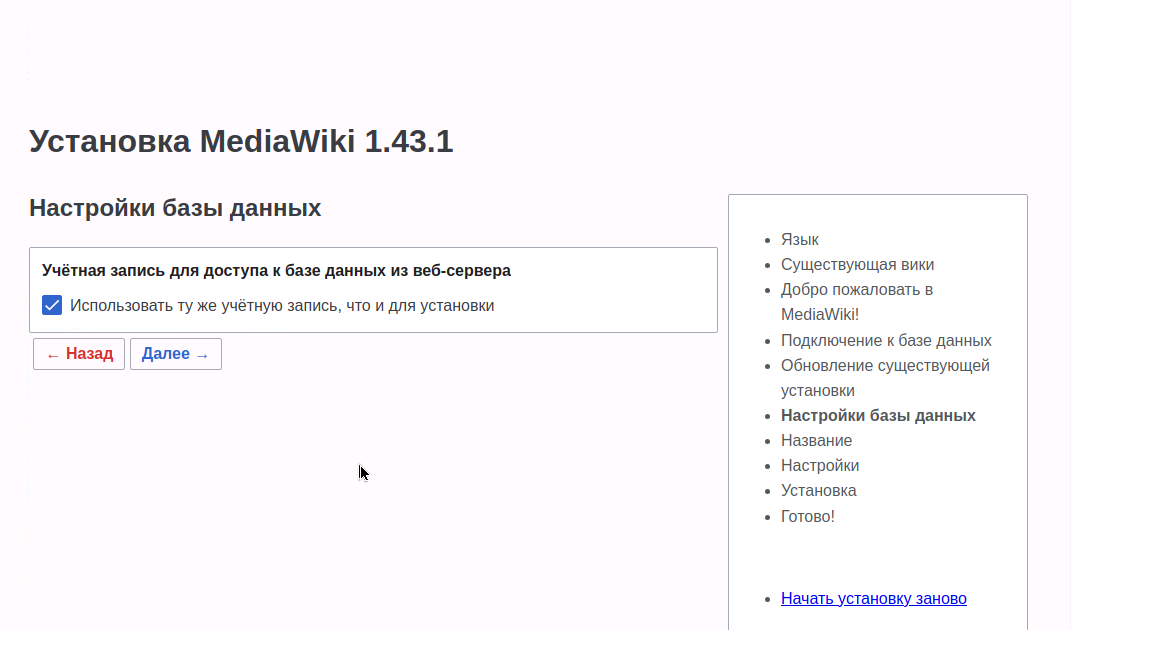 Установка MediaWiki 1.43.1
Настройки базы данных
Учётная запись для доступа к базе данных из веб-сервера
Использовать ту же учётную запись, что и для установки
← Назад
Далее →
Язык
Существующая вики
Добро пожаловать в
MediaWiki!
Подключение к базе данных
Обновление существующей
установки
Настройки базы данных
Название
Настройки
Установка
Готово!
Начать установку заново